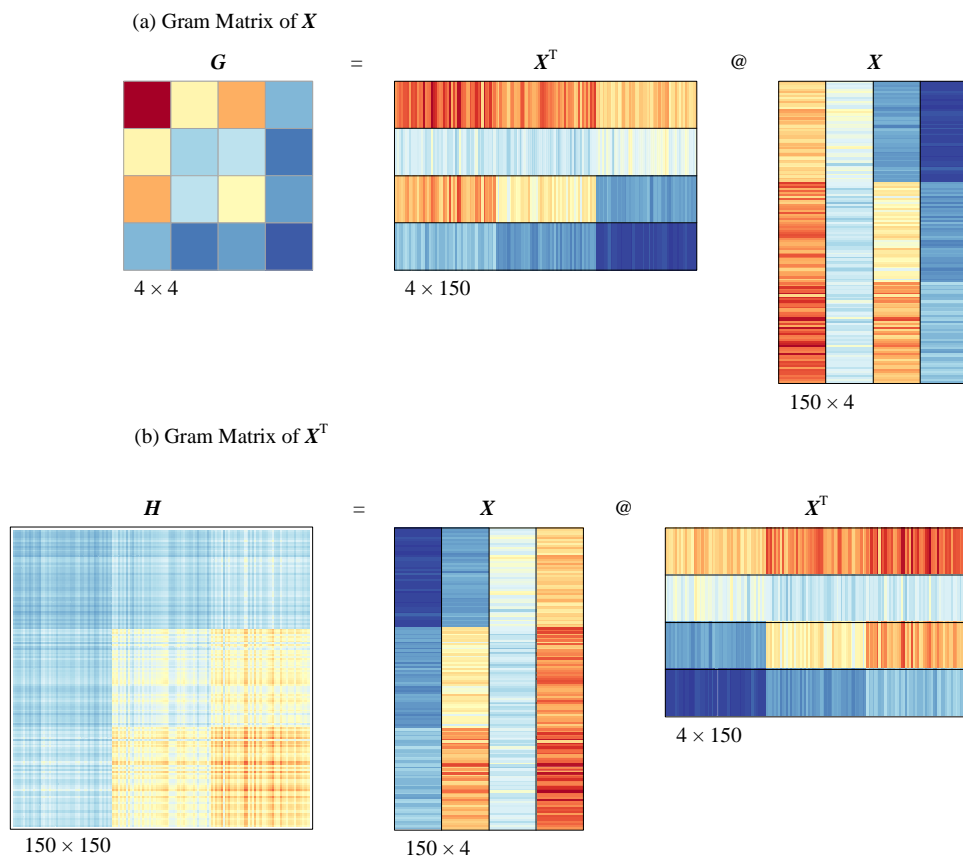 (a) Gram Matrix of X
G = X^T @ X
4 × 4
4 × 150
150 × 4
(b) Gram Matrix of X^T
H = X @ X^T
4 × 150
150 × 150
150 × 4